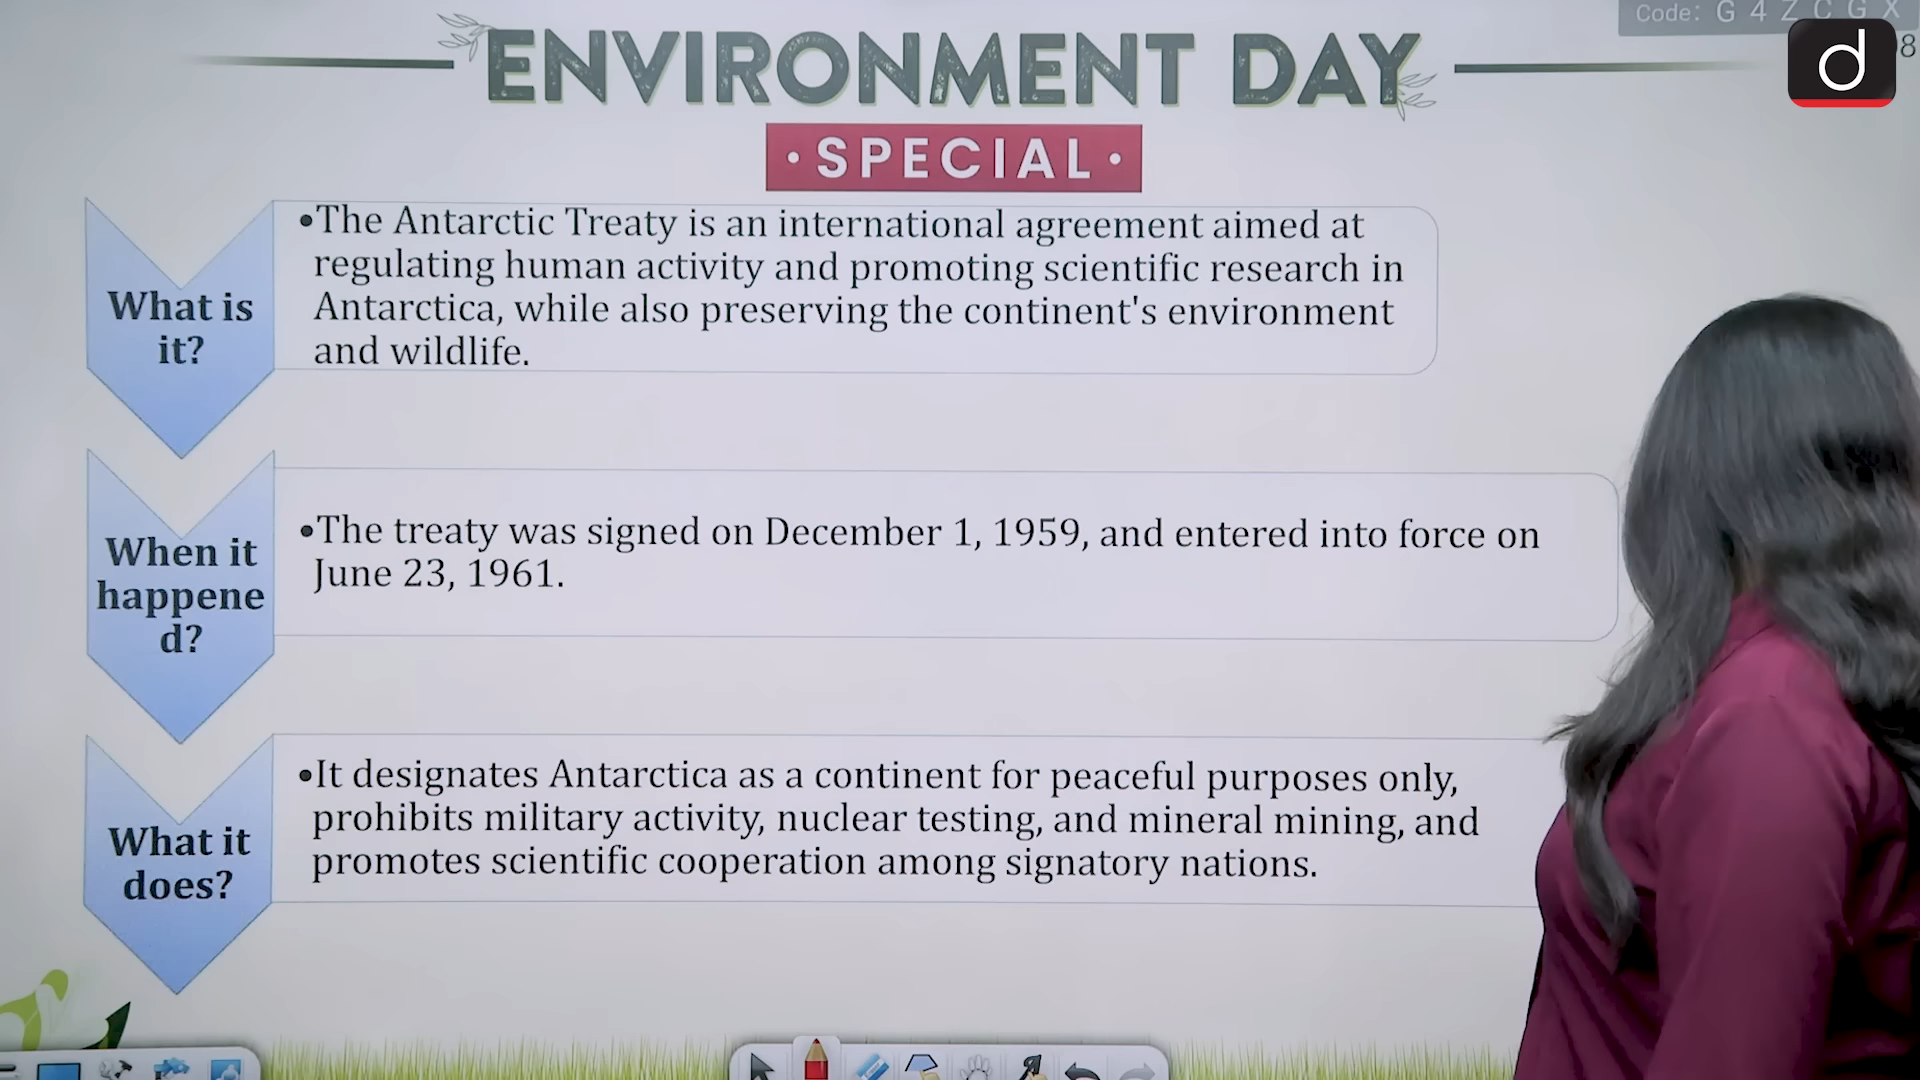 Code: G 4 Z C G X
8
d
ENVIRONMENT DAY
• SPECIAL •
What is
it?
•The Antarctic Treaty is an international agreement aimed at
regulating human activity and promoting scientific research in
Antarctica, while also preserving the continent's environment
and wildlife.
When it
happene
d?
•The treaty was signed on December 1, 1959, and entered into force on
June 23, 1961.
What it
does?
•It designates Antarctica as a continent for peaceful purposes only,
prohibits military activity, nuclear testing, and mineral mining, and
promotes scientific cooperation among signatory nations.